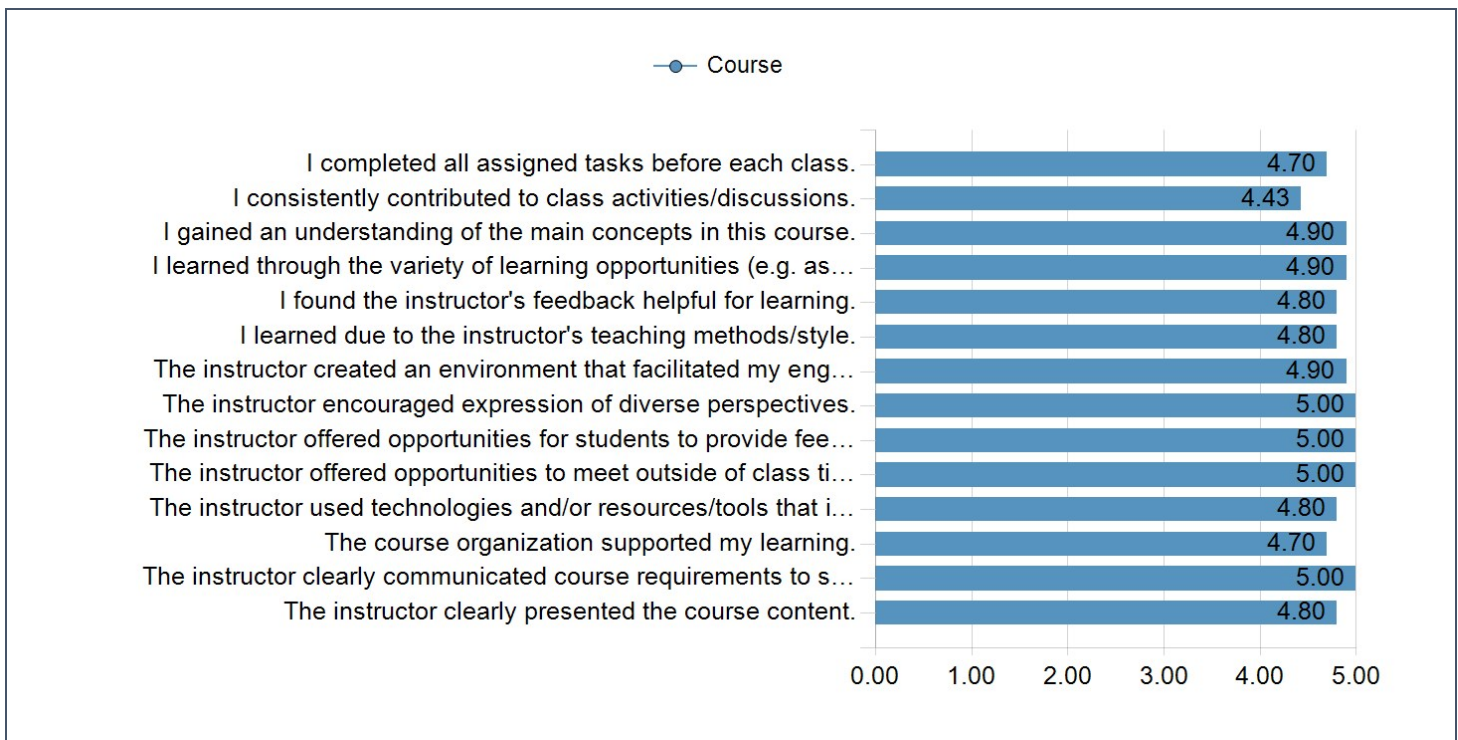 Course
I completed all assigned tasks before each class.
4.70
I consistently contributed to class activities/discussions.
4.43
I gained an understanding of the main concepts in this course.
4.90
I learned through the variety of learning opportunities (e.g. as…
4.90
I found the instructor's feedback helpful for learning.
4.80
I learned due to the instructor's teaching methods/style.
4.80
The instructor created an environment that facilitated my eng…
4.90
The instructor encouraged expression of diverse perspectives.
5.00
The instructor offered opportunities for students to provide fee…
5.00
The instructor offered opportunities to meet outside of class ti…
5.00
The instructor used technologies and/or resources/tools that i…
4.80
The course organization supported my learning.
4.70
The instructor clearly communicated course requirements to s…
5.00
The instructor clearly presented the course content.
4.80
0.00 1.00 2.00 3.00 4.00 5.00